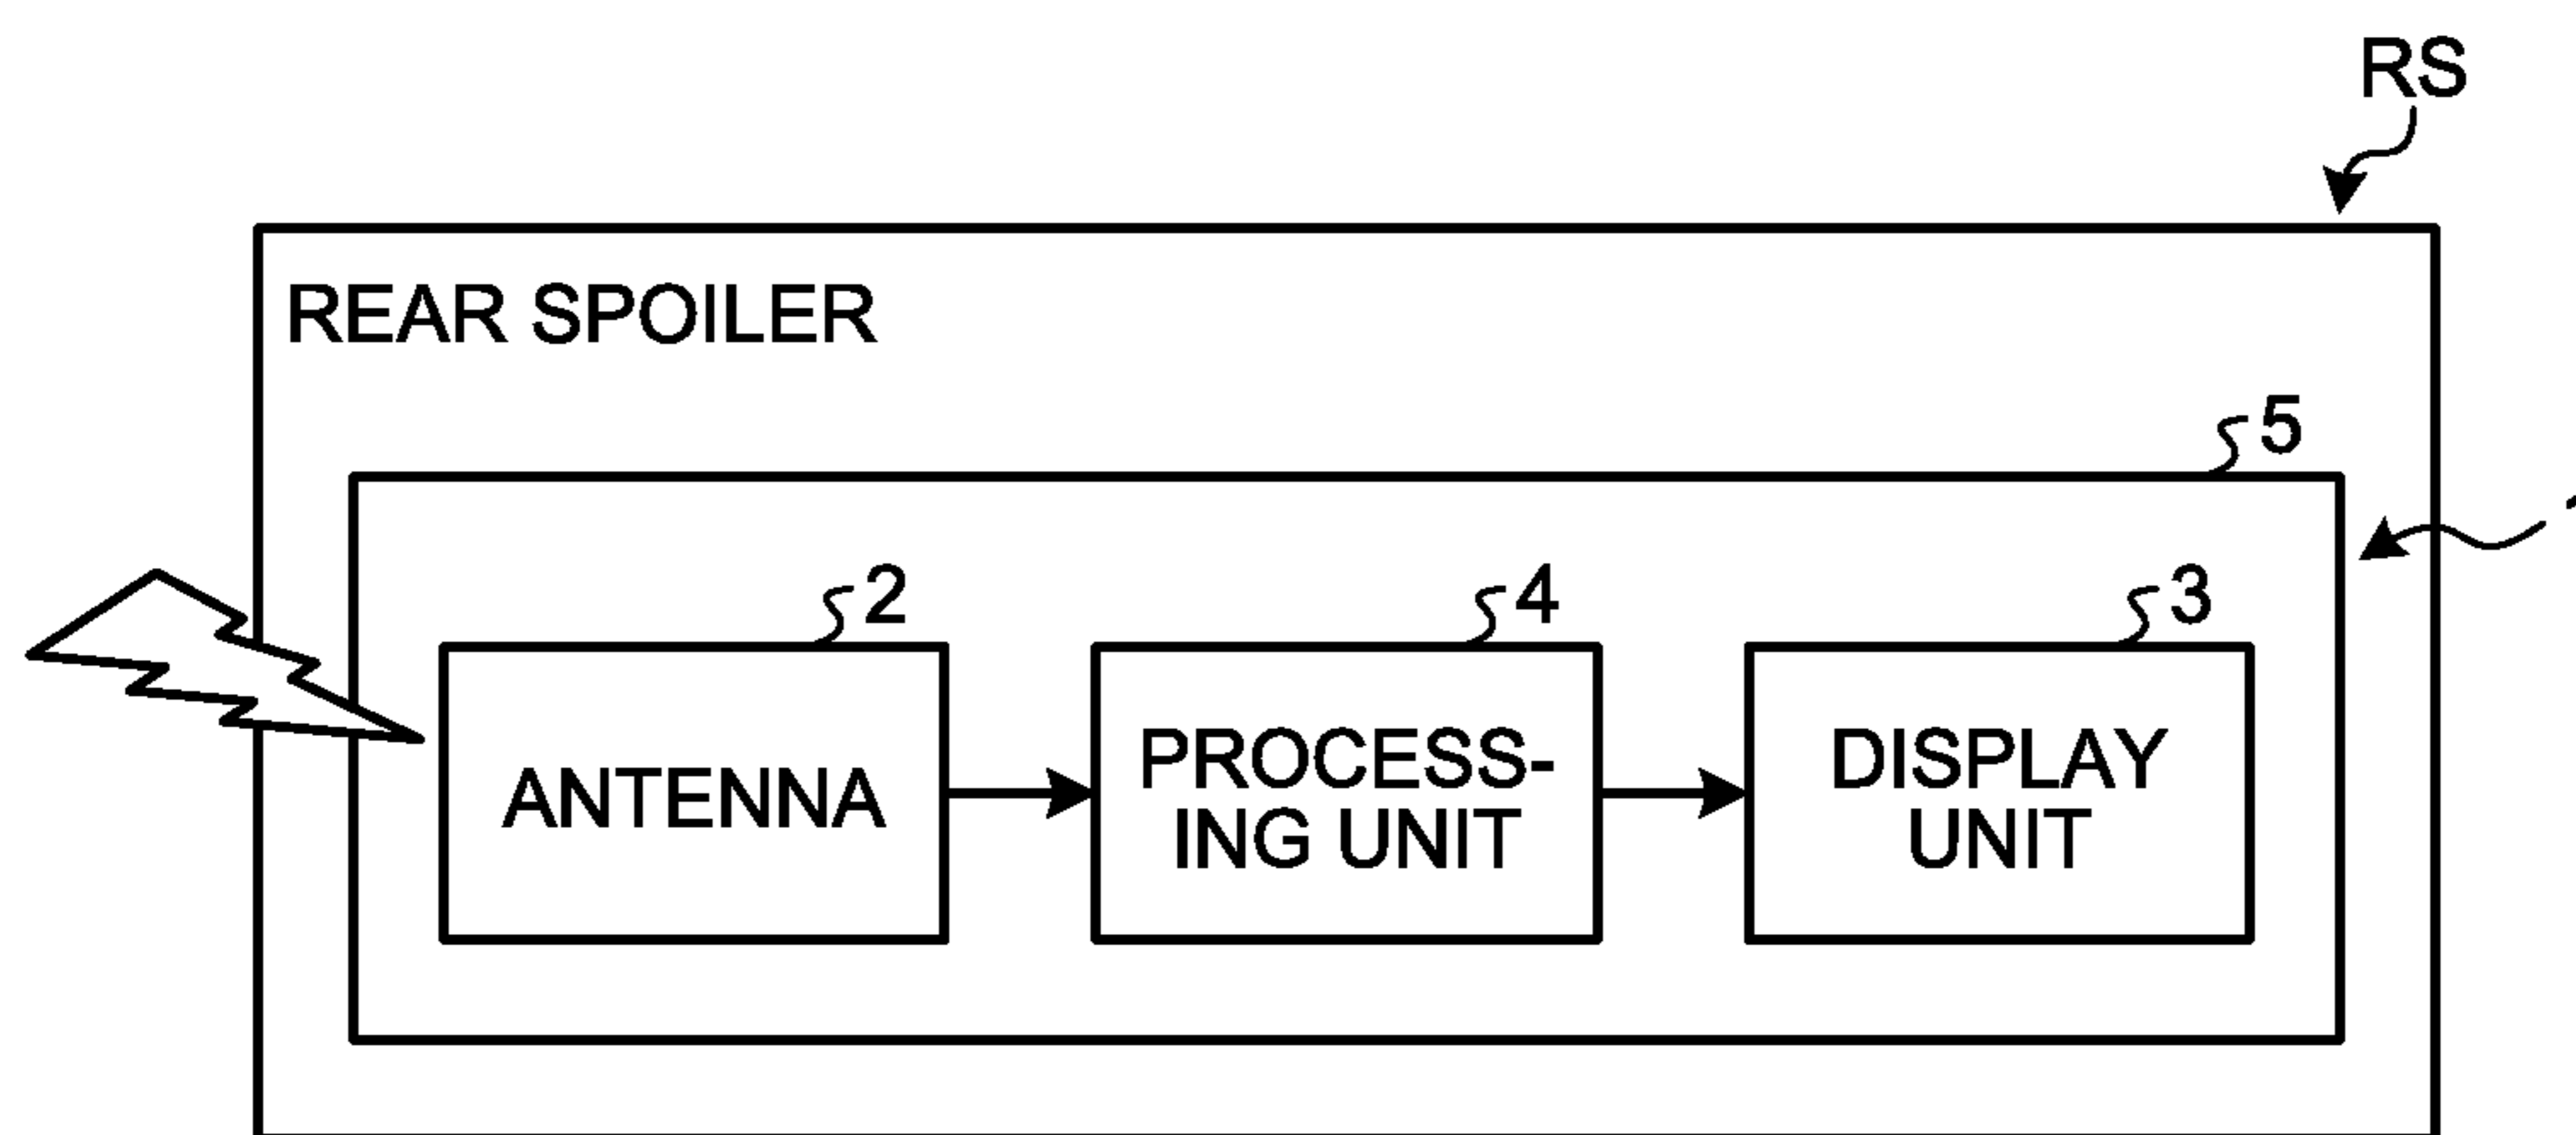 RS
REAR SPOILER
5
2
4
3
ANTENNA
PROCESS-
ING UNIT
DISPLAY
UNIT